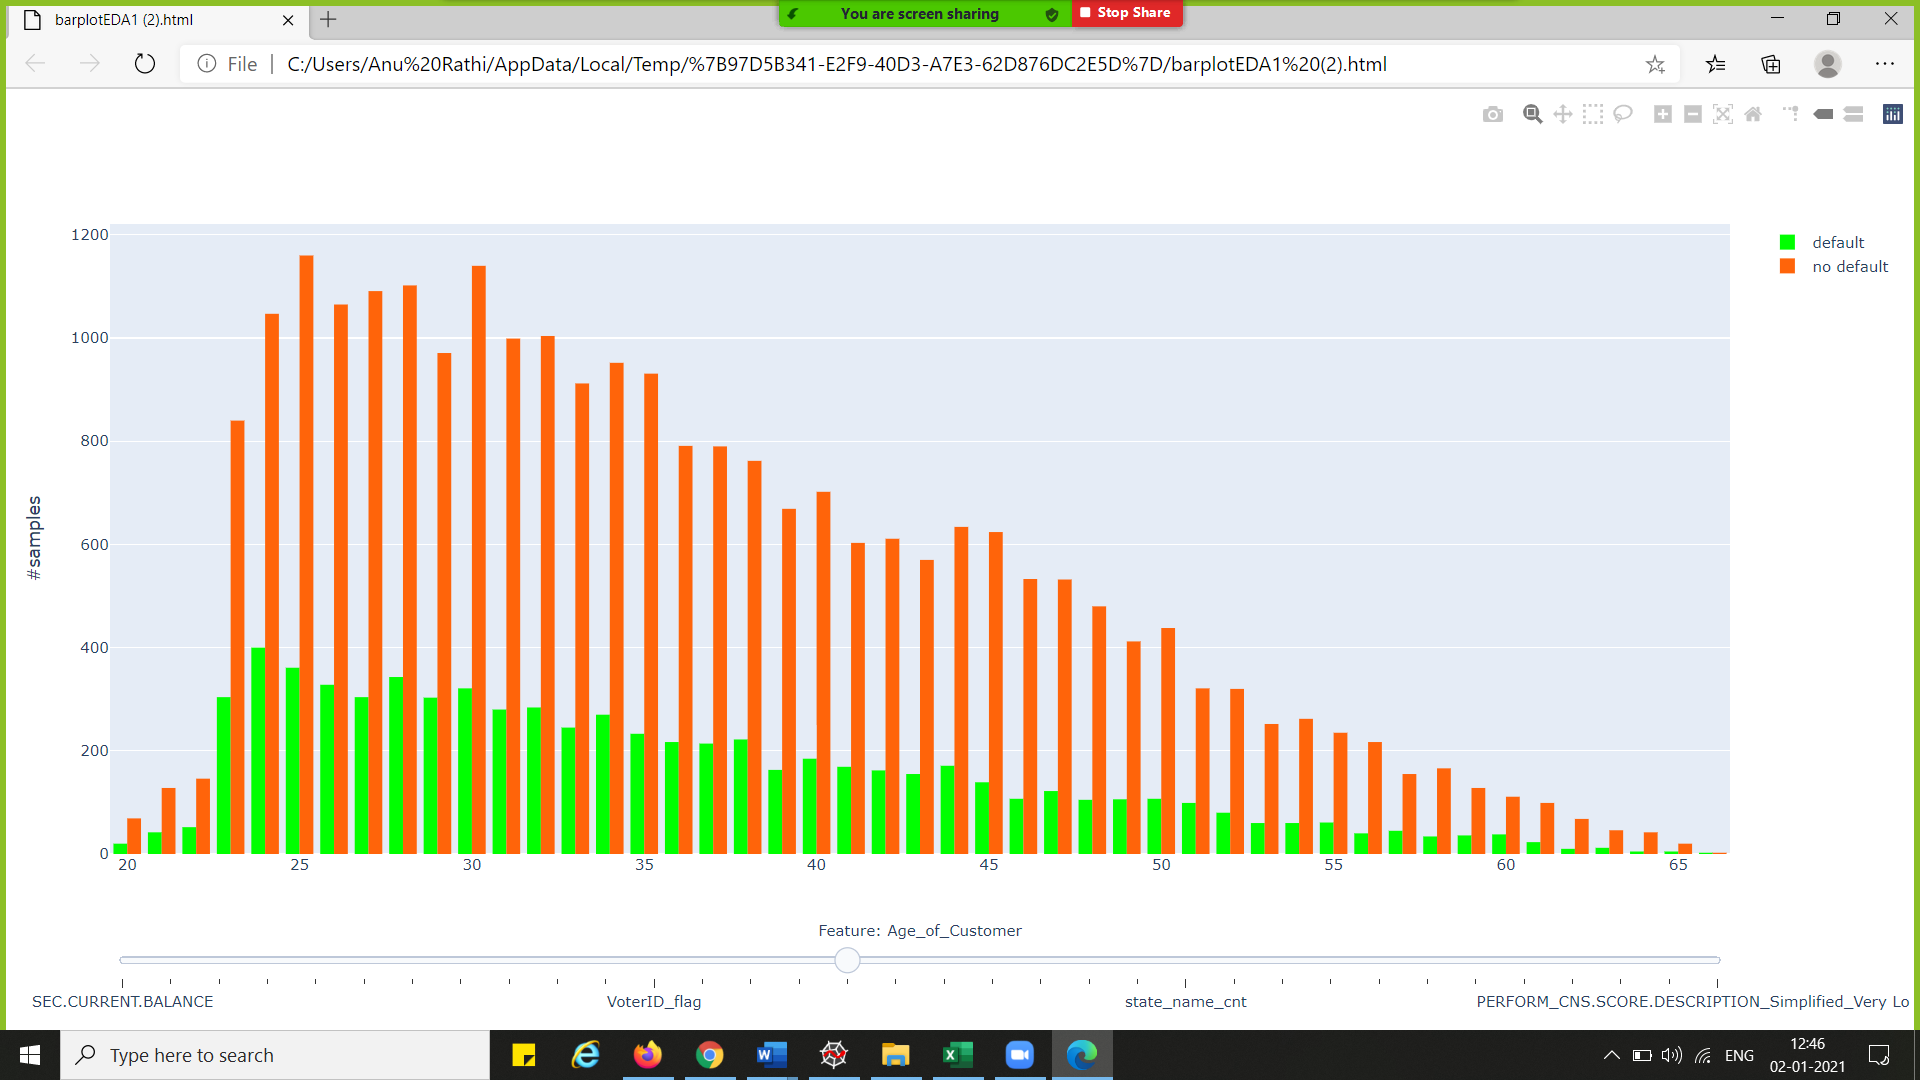 barplotEDA1 (2).html
You are screen sharing
Stop Share
File
C:/Users/Anu%20Rathi/AppData/Local/Temp/%7B97D5B341-E2F9-40D3-A7E3-62D876DC2E5D%7D/barplotEDA1%20(2).html
default
no default
#samples
1200
1000
800
600
400
200
0
20 25 30 35 40 45 50 55 60 65
Feature: Age_of_Customer
SEC.CURRENT.BALANCE VoterID_flag state_name_cnt PERFORM_CNS.SCORE.DESCRIPTION_Simplified_Very Lo
Type here to search
ENG
12:46
02-01-2021